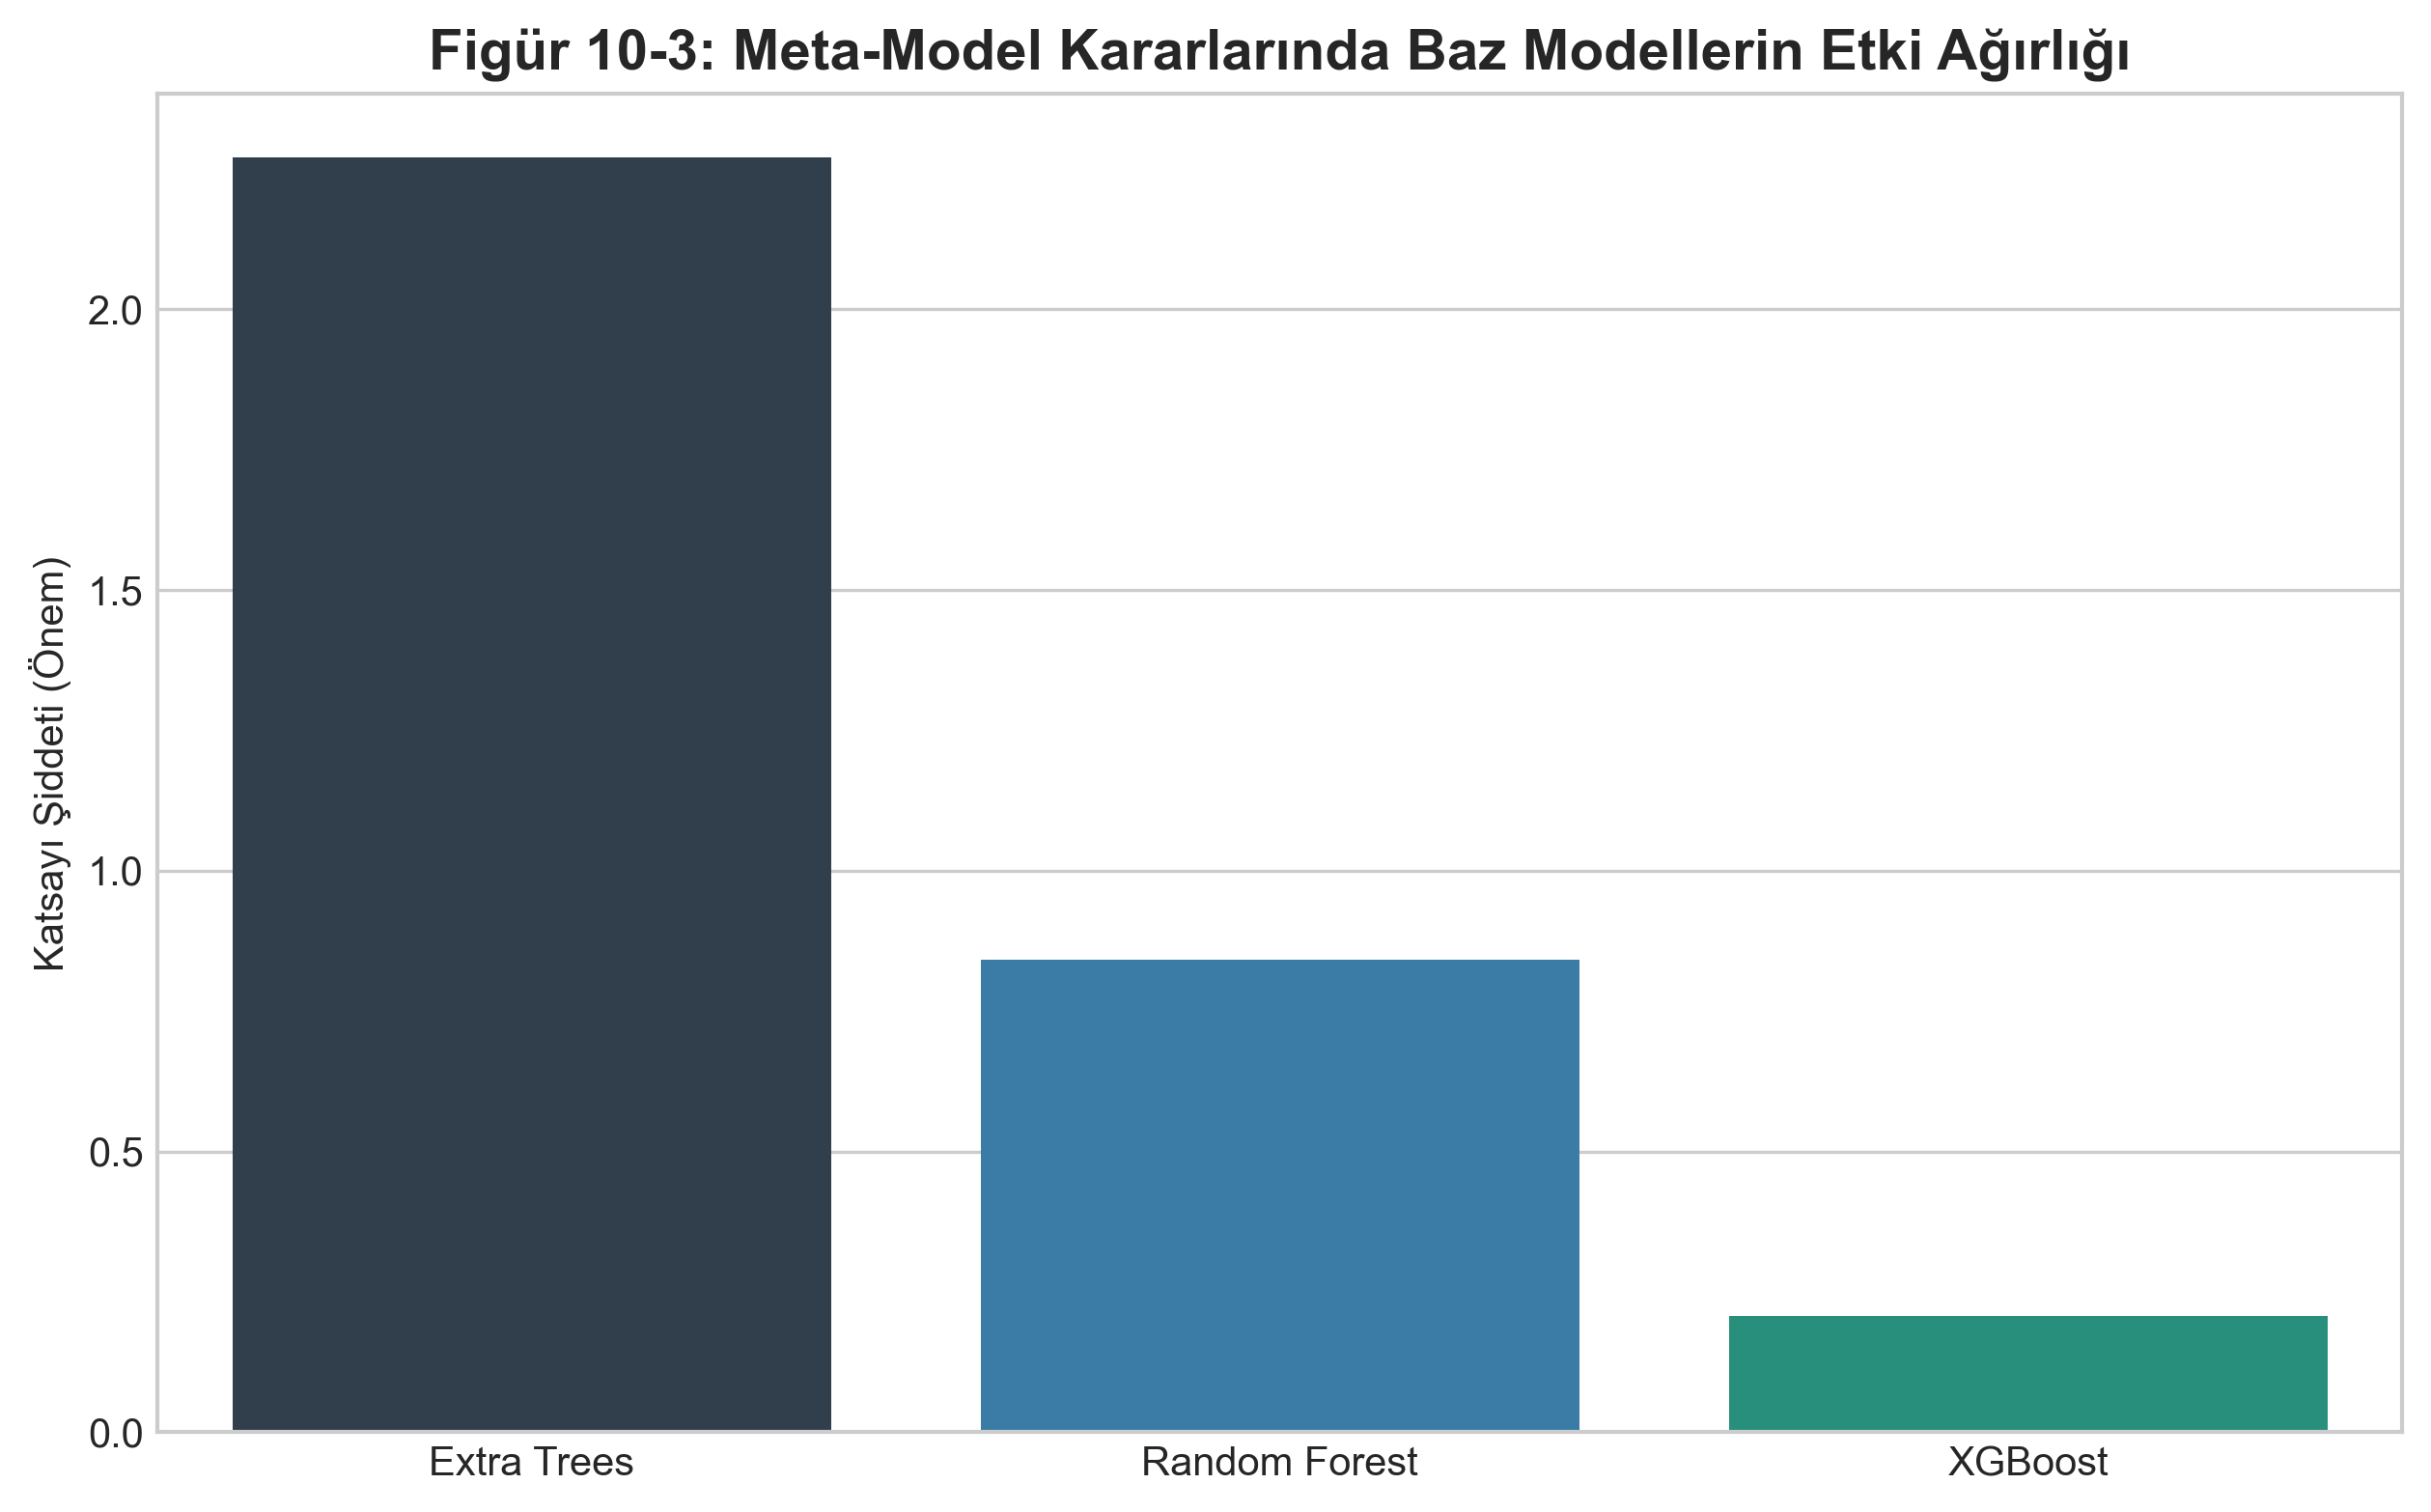 Figür 10-3: Meta-Model Kararlarında Baz Modellerin Etki Ağırlığı
Katsayı Şiddeti (Önem)
2.0
1.5
1.0
0.5
0.0
Extra Trees
Random Forest
XGBoost